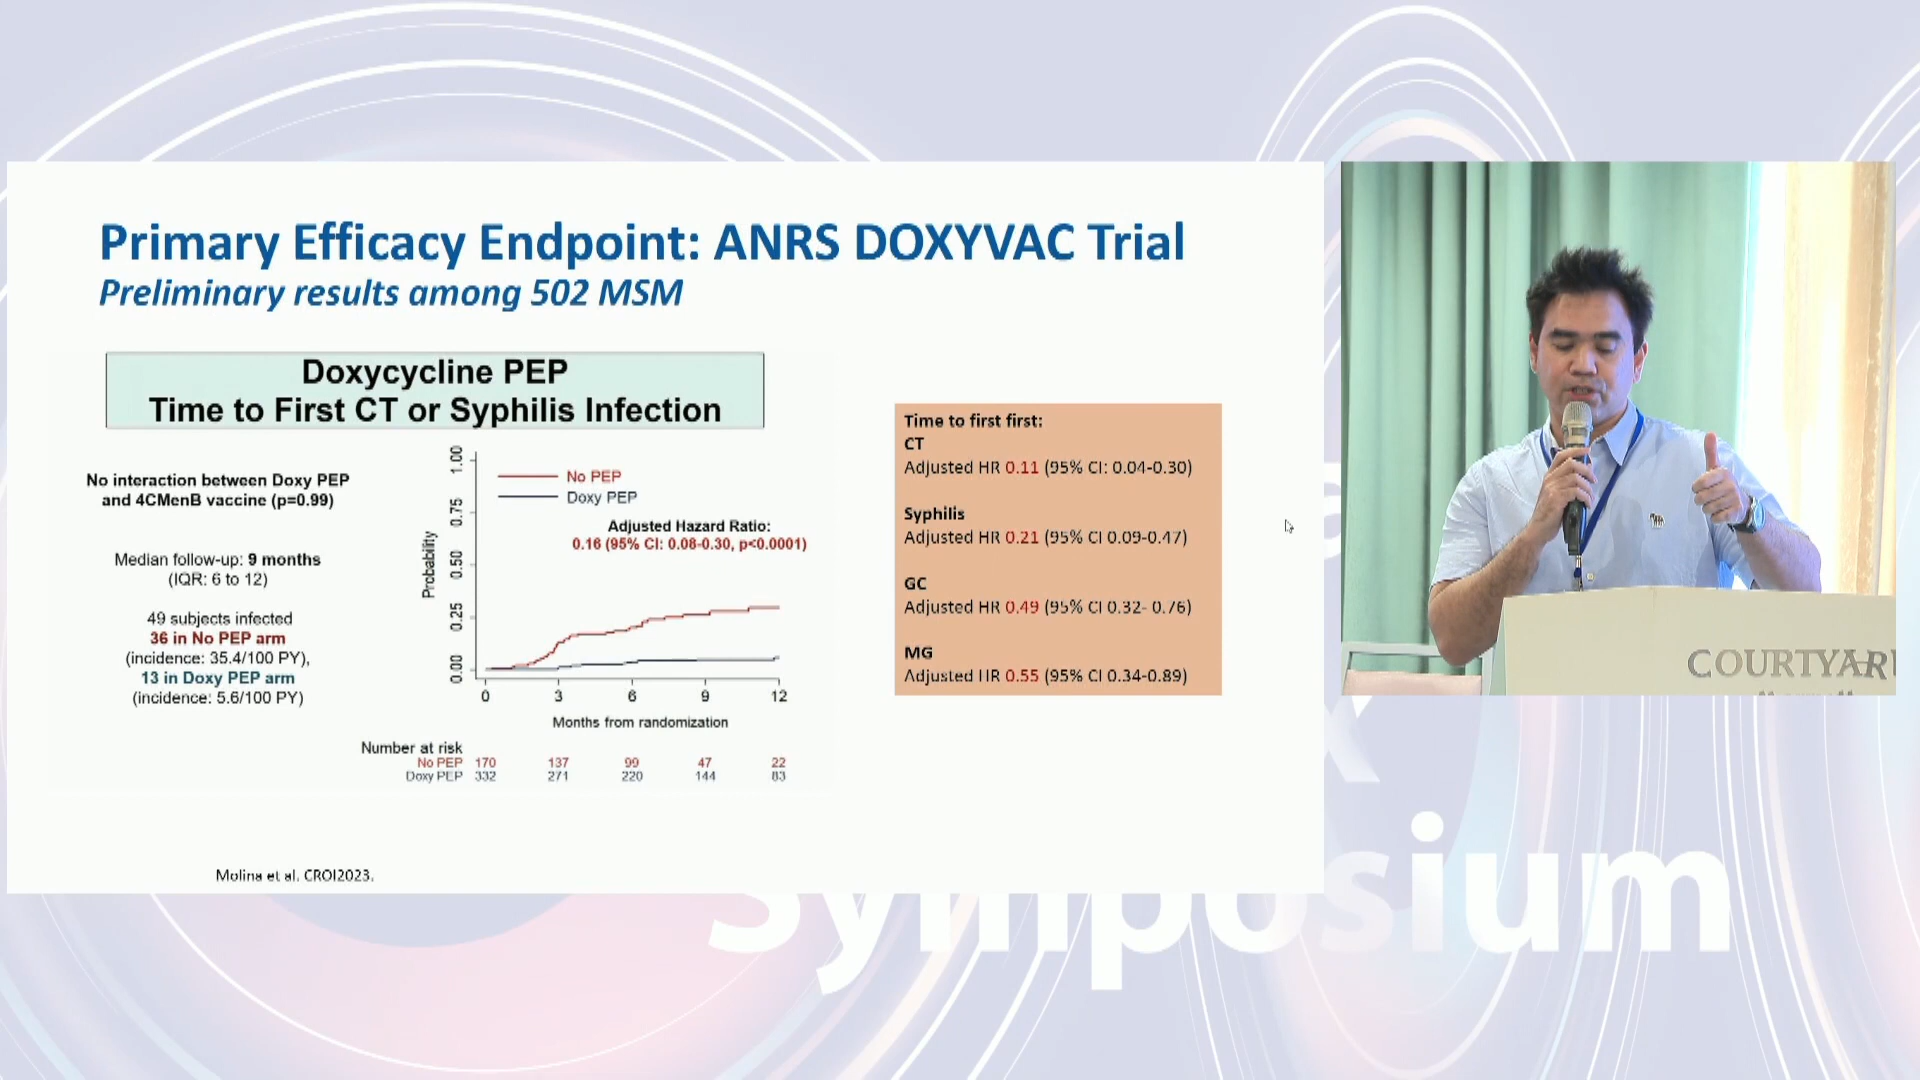 Primary Efficacy Endpoint: ANRS DOXYVAC Trial
Preliminary results among 502 MSM
Doxycycline PEP
Time to First CT or Syphilis Infection
No interaction between Doxy PEP
and 4CMenB vaccine (p=0.99)
Median follow-up: 9 months
(IQR: 6 to 12)
49 subjects infected
36 in No PEP arm
(incidence: 35.4/100 PY),
13 in Doxy PEP arm
(incidence: 5.6/100 PY)
No PEP
Doxy PEP
Adjusted Hazard Ratio:
0.16 (95% CI: 0.08-0.30, p<0.0001)
Probability
1.00
0.75
0.50
0.25
0.00
0 3 6 9 12
Months from randomization
Number at risk
No PEP 170 137 99 47 22
Doxy PEP 332 271 220 144 83
Time to first first:
CT
Adjusted HR 0.11 (95% CI: 0.04-0.30)
Syphilis
Adjusted HR 0.21 (95% CI 0.09-0.47)
GC
Adjusted HR 0.49 (95% CI 0.32- 0.76)
MG
Adjusted HR 0.55 (95% CI 0.34-0.89)
Molina et al. CROI2023.
COURTYAR
Symposium